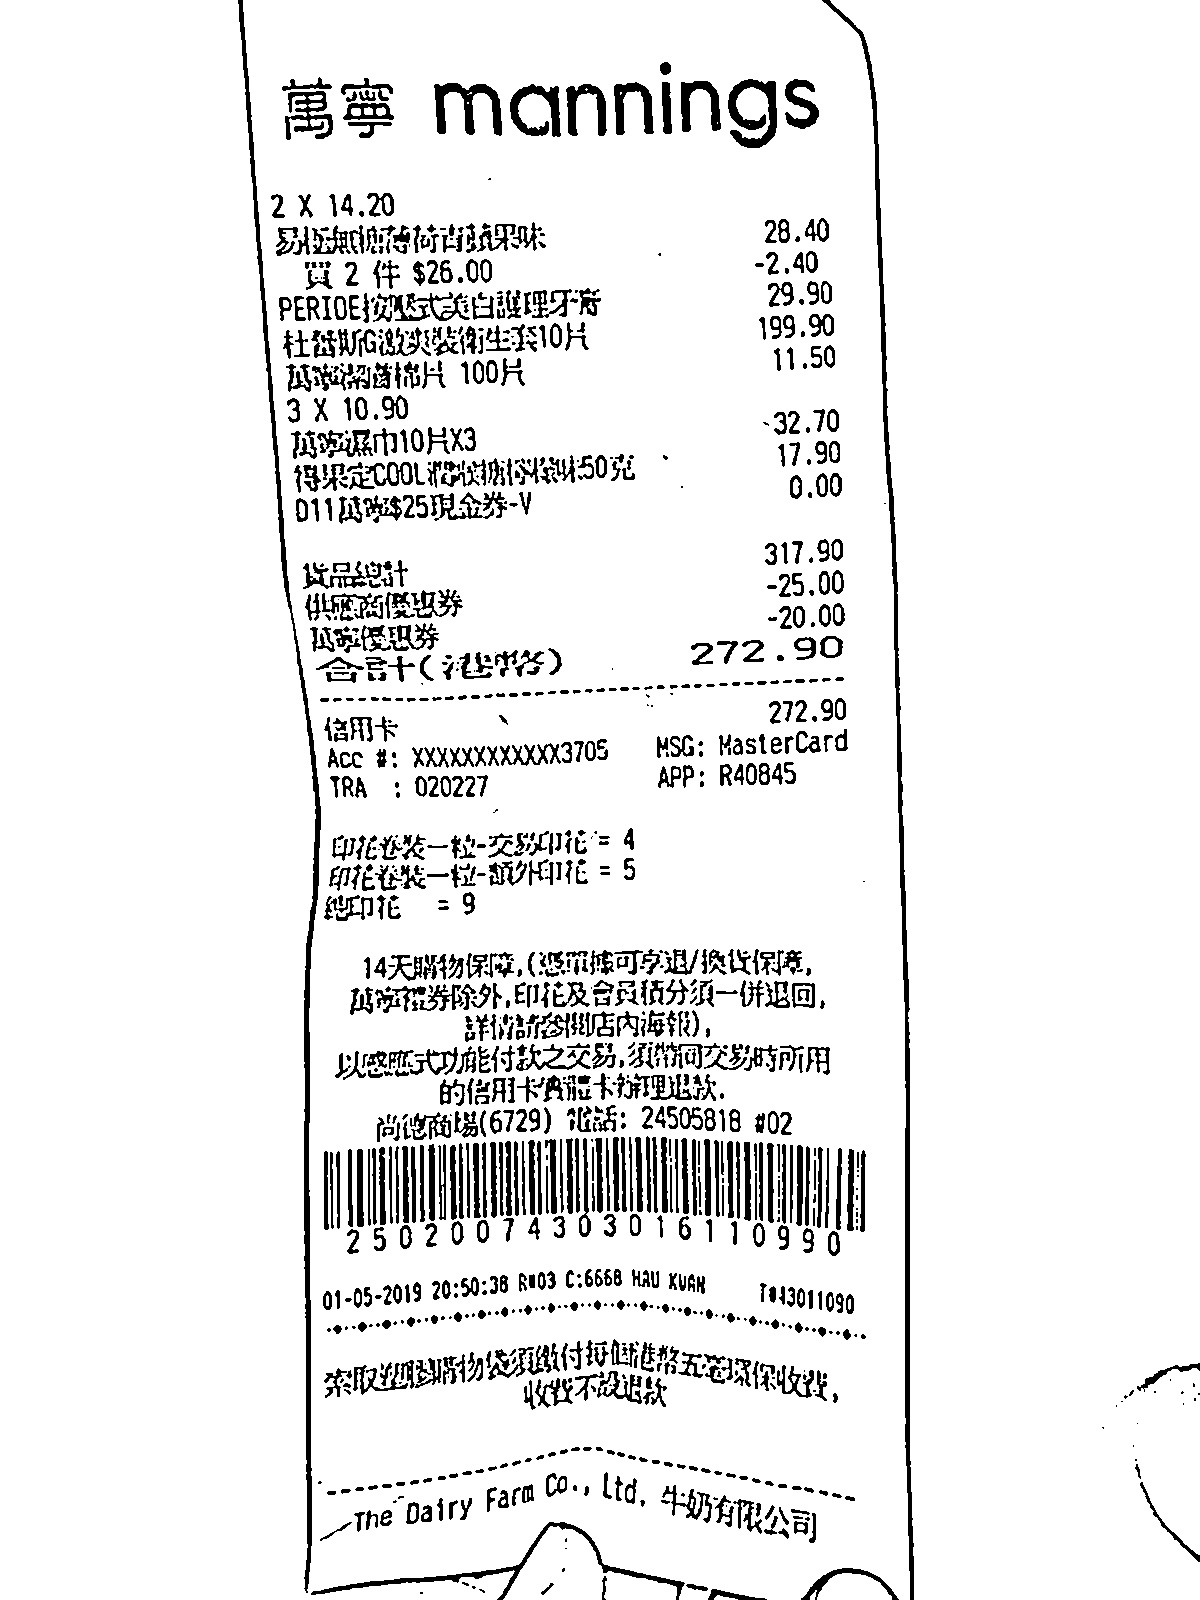 萬寧 mannings
2 X 14.20
易極無糖薄荷青蘋果味 28.40
買 2 件 $26.00 -2.40
PERIOE按壓式美白護理牙膏 29.90
杜蕾斯G激爽裝衛生套10片 199.90
萬寧潔齒棉片 100片 11.50
3 X 10.90
萬寧濕巾10片X3 32.70
得果定COOL潤喉糖檸檬味50克 17.90
D11萬寧$25現金券-V 0.00
貨品總計 317.90
供應商優惠券 -25.00
萬寧優惠券 -20.00
合計(港幣) 272.90
信用卡 272.90
Acc #: XXXXXXXXXXXX3705 MSG: MasterCard
TRA : 020227 APP: R40845
印花卷裝一粒-交易印花 = 4
印花卷裝一粒-額外印花 = 5
總印花 = 9
14天購物保障,(憑單據可享退/換貨保障,
萬寧禮券除外,印花及會員積分須一併退回,
詳情請參閱店內海報),
以感應式功能付款之交易,須帶同交易時所用
的信用卡實體卡辦理退款.
尚德商場(6729) 電話: 24505818 #02
25020074303016110990
01-05-2019 20:50:38 R#03 C:6668 HAU KUAN T#43011090
索取塑膠購物袋須繳付每個港幣五毫環保收費,
收費不設退款
The Dairy Farm Co., Ltd. 牛奶有限公司